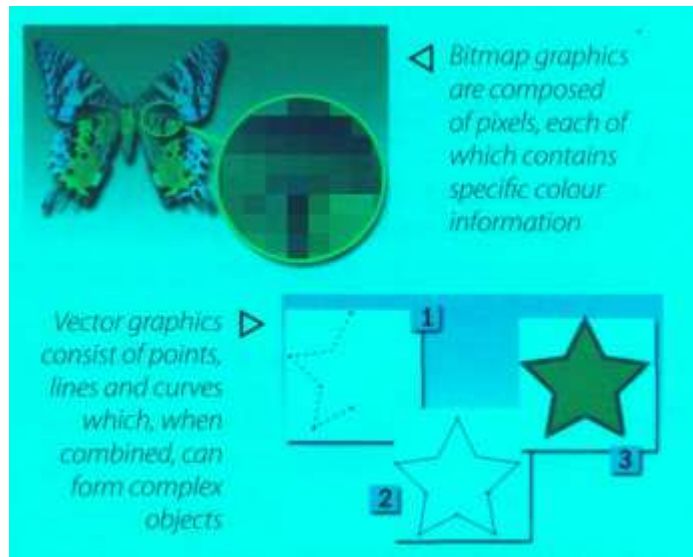 Bitmap graphics
are composed
of pixels, each of
which contains
specific colour
information
Vector graphics
consist of points,
lines and curves
which, when
combined, can
form complex
objects
1
2
3